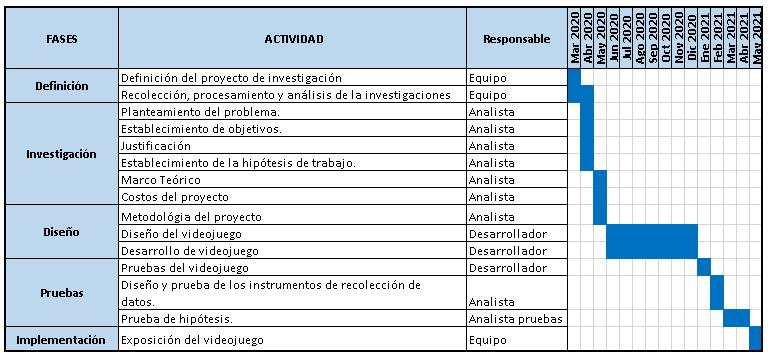 FASES ACTIVIDAD Responsable Mar 2020 Abr 2020 May 2020 Jun 2020 Jul 2020 Ago 2020 Sep 2020 Oct 2020 Nov 2020 Dic 2020 Ene 2021 Feb 2021 Mar 2021 Abr 2021 May 2021
Definición
Definición del proyecto de investigación Equipo
Recolección, procesamiento y análisis de la investigaciones Equipo
Investigación
Planteamiento del problema. Analista
Establecimiento de objetivos. Analista
Justificación Analista
Establecimiento de la hipótesis de trabajo. Analista
Marco Teórico Analista
Costos del proyecto Analista
Diseño
Metodológia del proyecto Analista
Diseño del videojuego Desarrollador
Desarrollo de videojuego Desarrollador
Pruebas
Pruebas del videojuego Desarrollador
Diseño y prueba de los instrumentos de recolección de
datos. Analista
Prueba de hipótesis. Analista pruebas
Implementación Exposición del videojuego Equipo